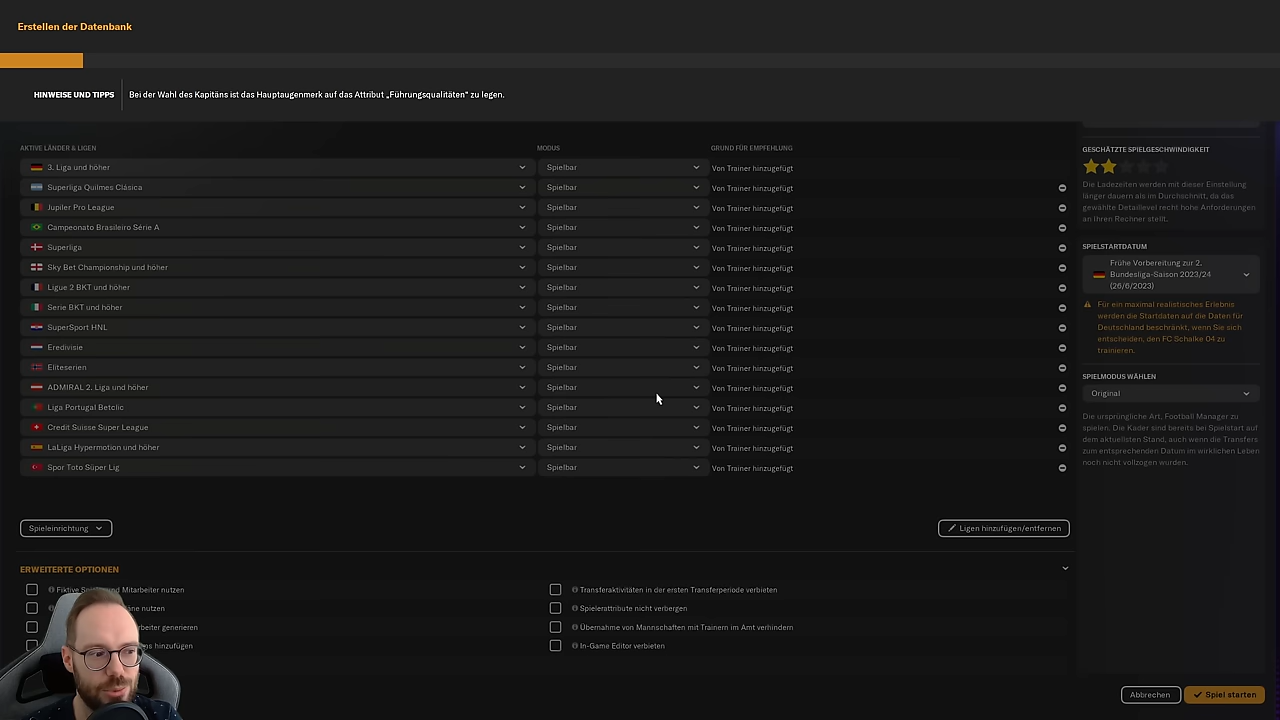 Erstellen der Datenbank
HINWEISE UND TIPPS
Bei der Wahl des Kapitäns ist das Hauptaugenmerk auf das Attribut „Führungsqualitäten" zu legen.
AKTIVE LÄNDER & LIGEN MODUS GRUND FÜR EMPFEHLUNG
3. Liga und höher Spielbar Von Trainer hinzugefügt
Superliga Quilmes Clásica Spielbar Von Trainer hinzugefügt
Jupiler Pro League Spielbar Von Trainer hinzugefügt
Campeonato Brasileiro Série A Spielbar Von Trainer hinzugefügt
Superliga Spielbar Von Trainer hinzugefügt
Sky Bet Championship und höher Spielbar Von Trainer hinzugefügt
Ligue 2 BKT und höher Spielbar Von Trainer hinzugefügt
Serie BKT und höher Spielbar Von Trainer hinzugefügt
SuperSport HNL Spielbar Von Trainer hinzugefügt
Eredivisie Spielbar Von Trainer hinzugefügt
Eliteserien Spielbar Von Trainer hinzugefügt
ADMIRAL 2. Liga und höher Spielbar Von Trainer hinzugefügt
Liga Portugal Betclic Spielbar Von Trainer hinzugefügt
Credit Suisse Super League Spielbar Von Trainer hinzugefügt
LaLiga Hypermotion und höher Spielbar Von Trainer hinzugefügt
Spor Toto Süper Lig Spielbar Von Trainer hinzugefügt
Spieleinrichtung
Ligen hinzufügen/entfernen
ERWEITERTE OPTIONEN
Fiktive und Mitarbeiter nutzen
nutzen
generieren
hinzufügen
Transferaktivitäten in der ersten Transferperiode verbieten
Spielerattribute nicht verbergen
Übernahme von Mannschaften mit Trainern im Amt verhindern
In-Game Editor verbieten
GESCHÄTZTE SPIELGESCHWINDIGKEIT
Die Ladezeiten werden mit dieser Einstellung
länger dauern als im Durchschnitt, da das
gewählte Detaillevel recht hohe Anforderungen
an Ihren Rechner stellt.
SPIELSTARTDATUM
Frühe Vorbereitung zur 2.
Bundesliga-Saison 2023/24
(26/6/2023)
Für ein maximal realistisches Erlebnis
werden die Startdaten auf die Daten für
Deutschland beschränkt, wenn Sie sich
entscheiden, den FC Schalke 04 zu
trainieren.
SPIELMODUS WÄHLEN
Original
Die ursprüngliche Art, Football Manager zu
spielen. Die Kader sind bereits bei Spielstart auf
dem aktuellsten Stand, auch wenn die Transfers
zum entsprechenden Datum im wirklichen Leben
noch nicht vollzogen wurden.
Abbrechen
Spiel starten